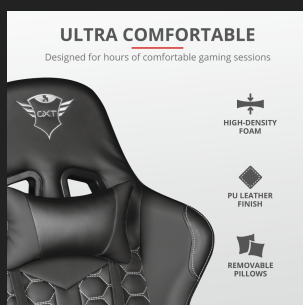 ULTRA COMFORTABLE
Designed for hours of comfortable gaming sessions
GXT
HIGH-DENSITY
FOAM
PU LEATHER
FINISH
REMOVABLE
PILLOWS